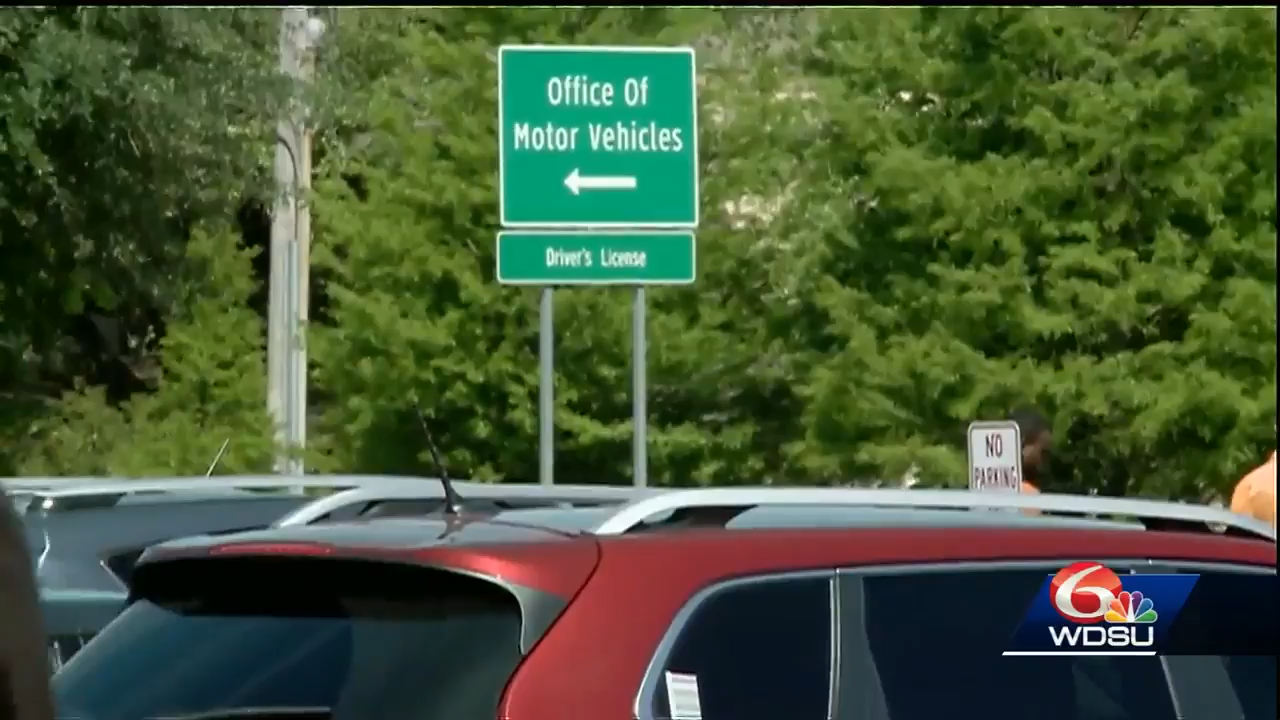 Office Of
Motor Vehicles
Driver's License
NO
PARKING
6
WDSU